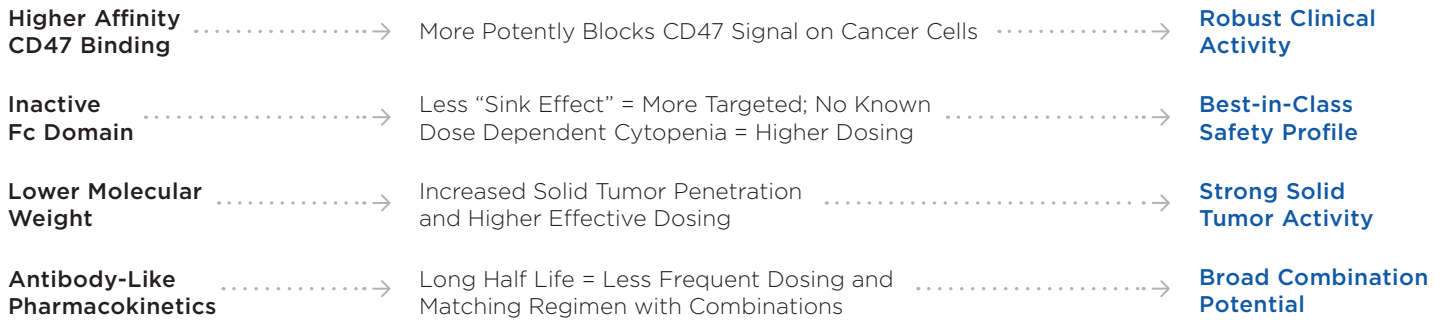 Higher Affinity
CD47 Binding
More Potently Blocks CD47 Signal on Cancer Cells
Robust Clinical
Activity
Inactive
Fc Domain
Less “Sink Effect” = More Targeted; No Known
Dose Dependent Cytopenia = Higher Dosing
Best-in-Class
Safety Profile
Lower Molecular
Weight
Increased Solid Tumor Penetration
and Higher Effective Dosing
Strong Solid
Tumor Activity
Antibody-Like
Pharmacokinetics
Long Half Life = Less Frequent Dosing and
Matching Regimen with Combinations
Broad Combination
Potential